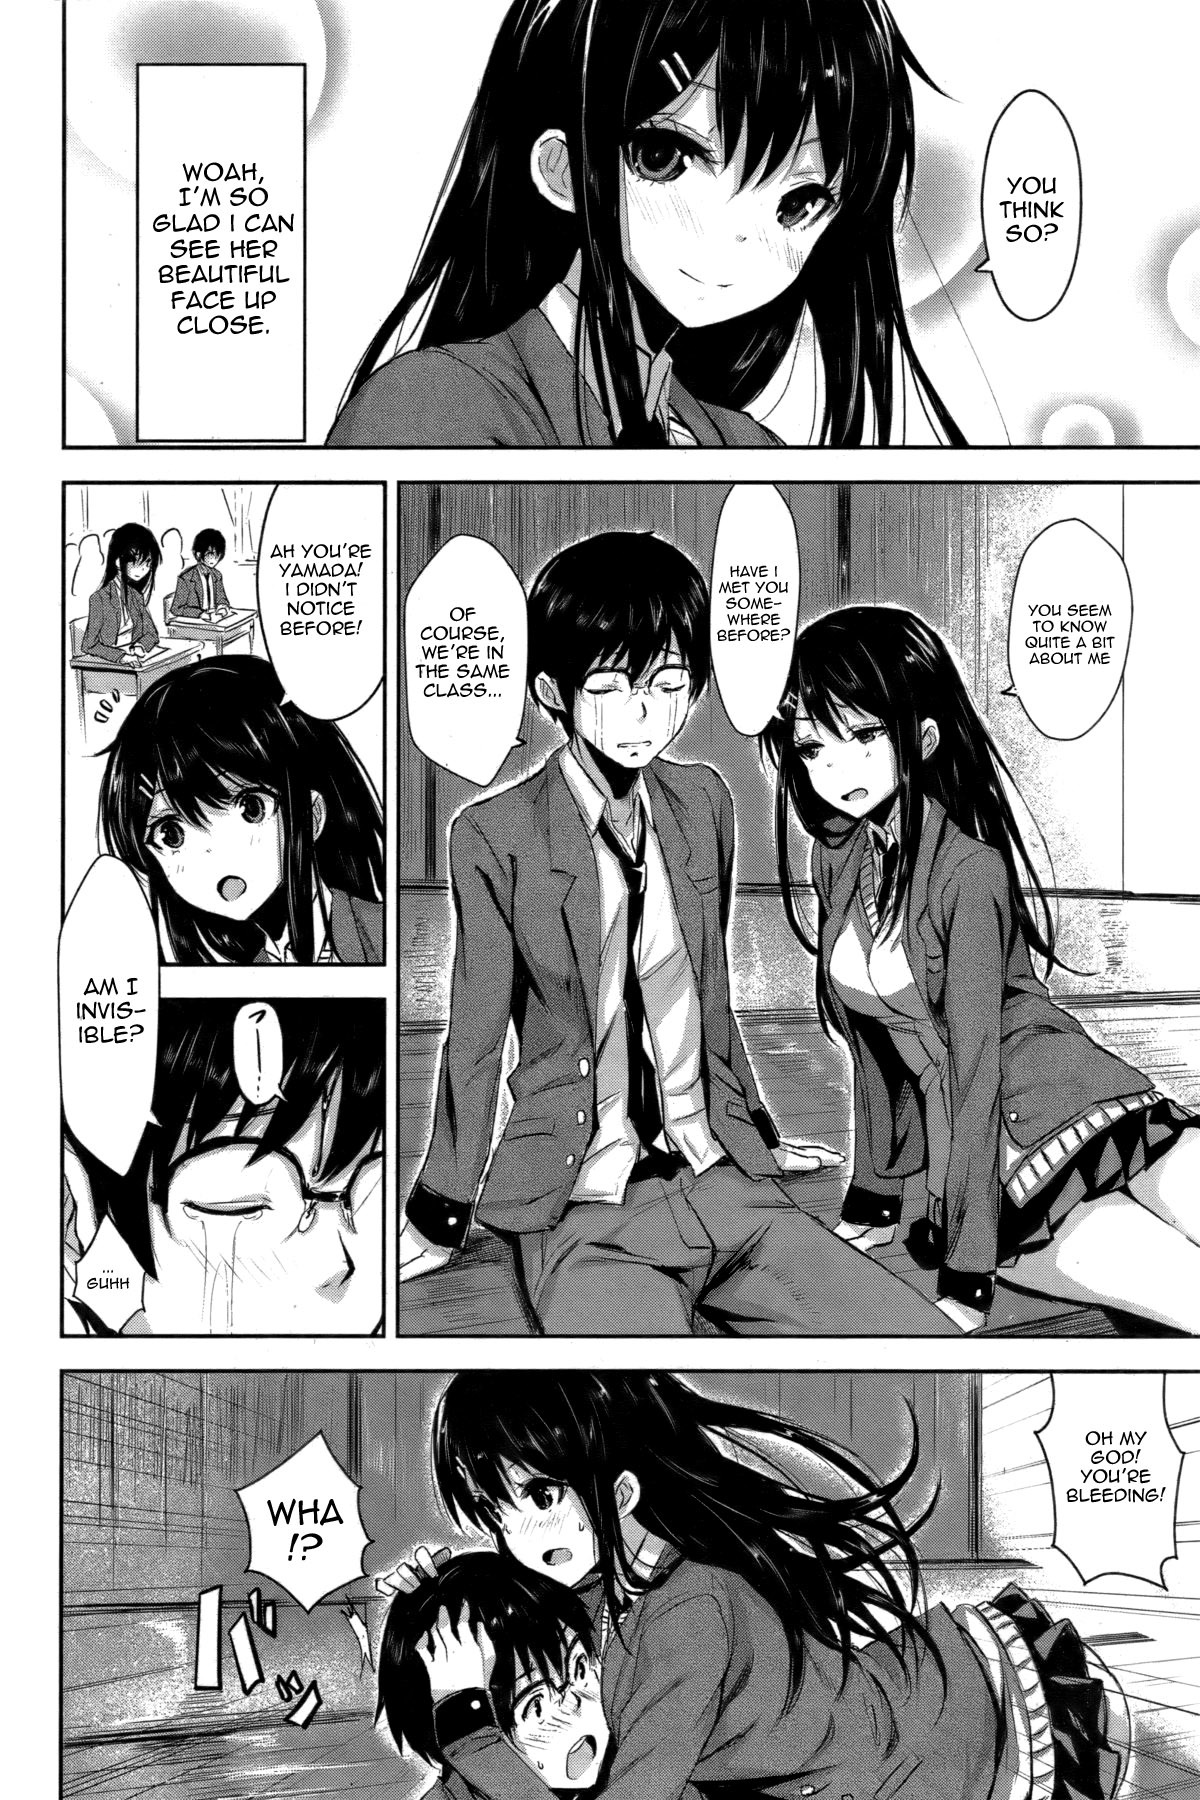 YOU
THINK
SO?
WOAH,
I'M SO
GLAD I CAN
SEE HER
BEAUTIFUL
FACE UP
CLOSE.
YOU SEEM
TO KNOW
QUITE A BIT
ABOUT ME
HAVE I
MET YOU
SOME-
WHERE
BEFORE?
OF
COURSE,
WE'RE IN
THE SAME
CLASS...
AH YOU'RE
YAMADA!
I DIDN'T
NOTICE
BEFORE!
AM I
INVIS-
IBLE?
...
GUHH
OH MY
GOD!
YOU'RE
BLEEDING!
WHA
!?